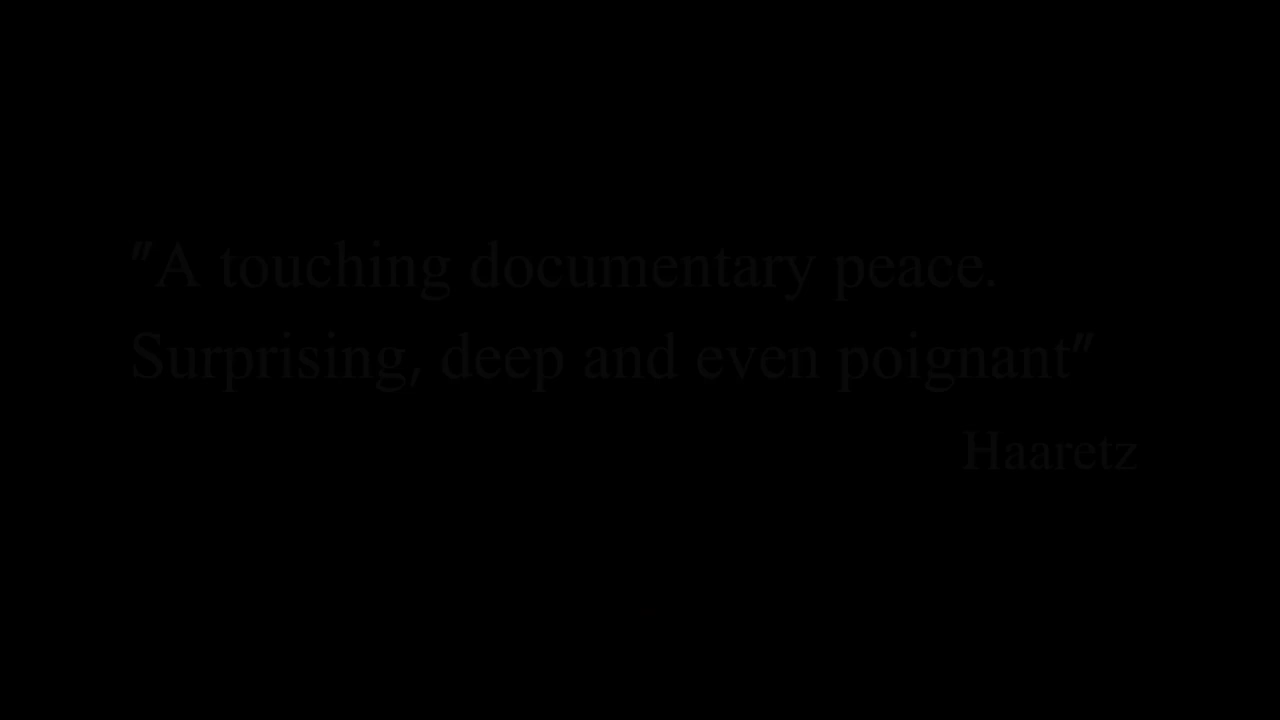 "A touching documentary peace.
Surprising, deep and even poignant"
Haaretz